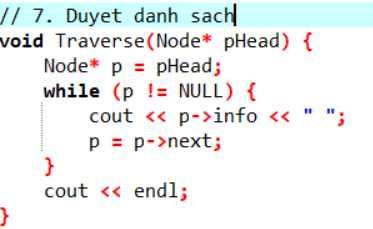 // 7. Duyet danh sach
void Traverse(Node* pHead) {
    Node* p = pHead;
    while (p != NULL) {
        cout << p->info << " ";
        p = p->next;
    }
    cout << endl;
}